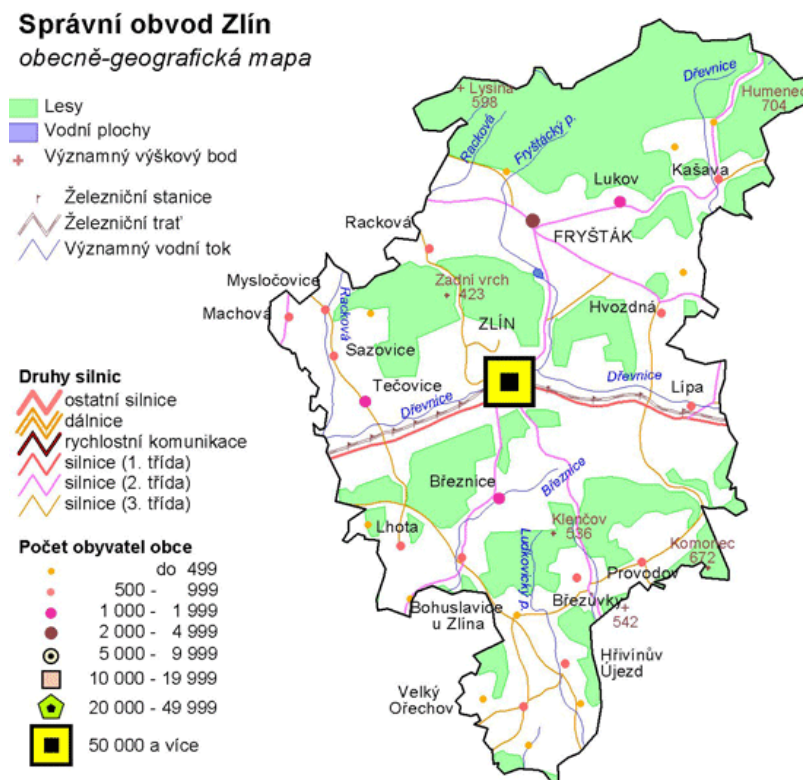 Správní obvod Zlín
obecně-geografická mapa
Lesy
Vodní plochy
Významný výškový bod
Železniční stanice
Železniční trať
Významný vodní tok
Druhy silnic
ostatní silnice
dálnice
rychlostní komunikace
silnice (1. třída)
silnice (2. třída)
silnice (3. třída)
Počet obyvatel obce
do 499
500 - 999
1 000 - 1 999
2 000 - 4 999
5 000 - 9 999
10 000 - 19 999
20 000 - 49 999
50 000 a více
Lysina
598
Dřevnice
Humenec
704
Racková
Fryštácký p.
Kašava
Lukov
FRYŠTÁK
Racková
Zadní vrch
423
Mysločovice
Machová
Racková
Hvozdná
ZLÍN
Sazovice
Tečovice
Dřevnice
Dřevnice
Lípa
Březnice
Březnice
Klenčov
536
Lhota
Ludkovický p.
Komonec
672
Provodov
Březůvky
542
Bohuslavice
u Zlína
Hřivínův
Újezd
Velký
Ořechov